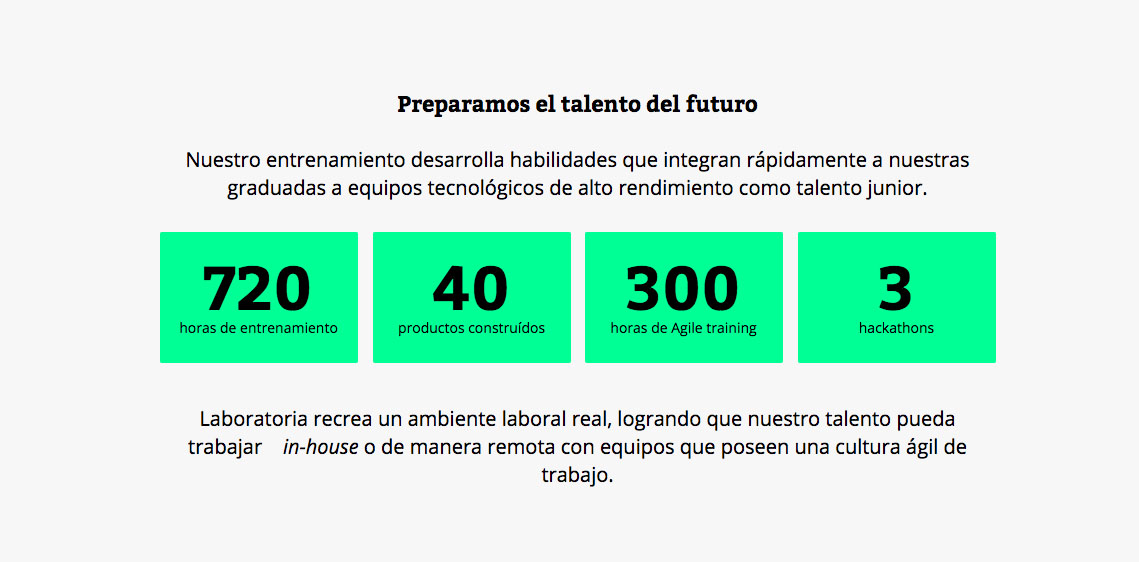 Preparamos el talento del futuro
Nuestro entrenamiento desarrolla habilidades que integran rápidamente a nuestras
graduadas a equipos tecnológicos de alto rendimiento como talento junior.
720
horas de entrenamiento
40
productos construídos
300
horas de Agile training
3
hackathons
Laboratoria recrea un ambiente laboral real, logrando que nuestro talento pueda
trabajar in-house o de manera remota con equipos que poseen una cultura ágil de
trabajo.